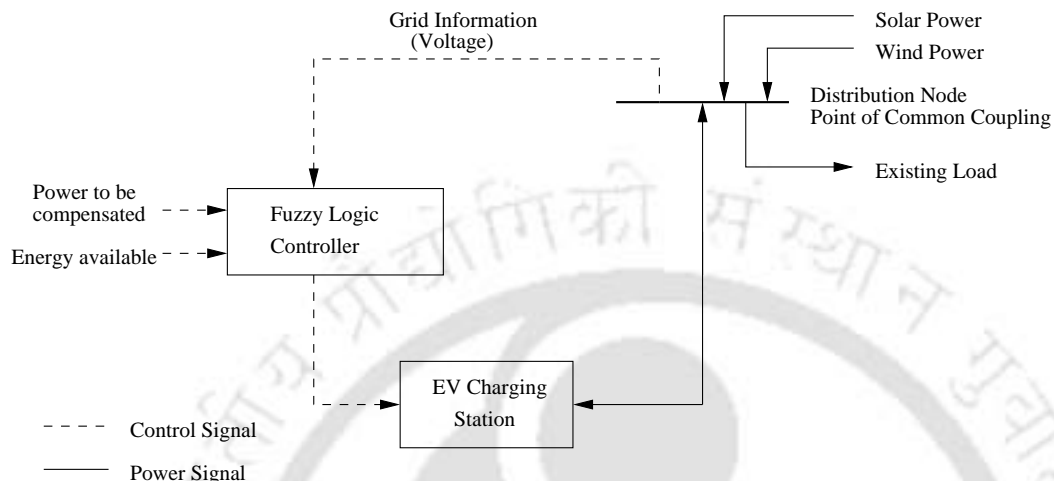 Grid Information
(Voltage)
Solar Power
Wind Power
Distribution Node
Point of Common Coupling
Existing Load
Power to be
compensated
Energy available
Fuzzy Logic
Controller
EV Charging
Station
Control Signal
Power Signal